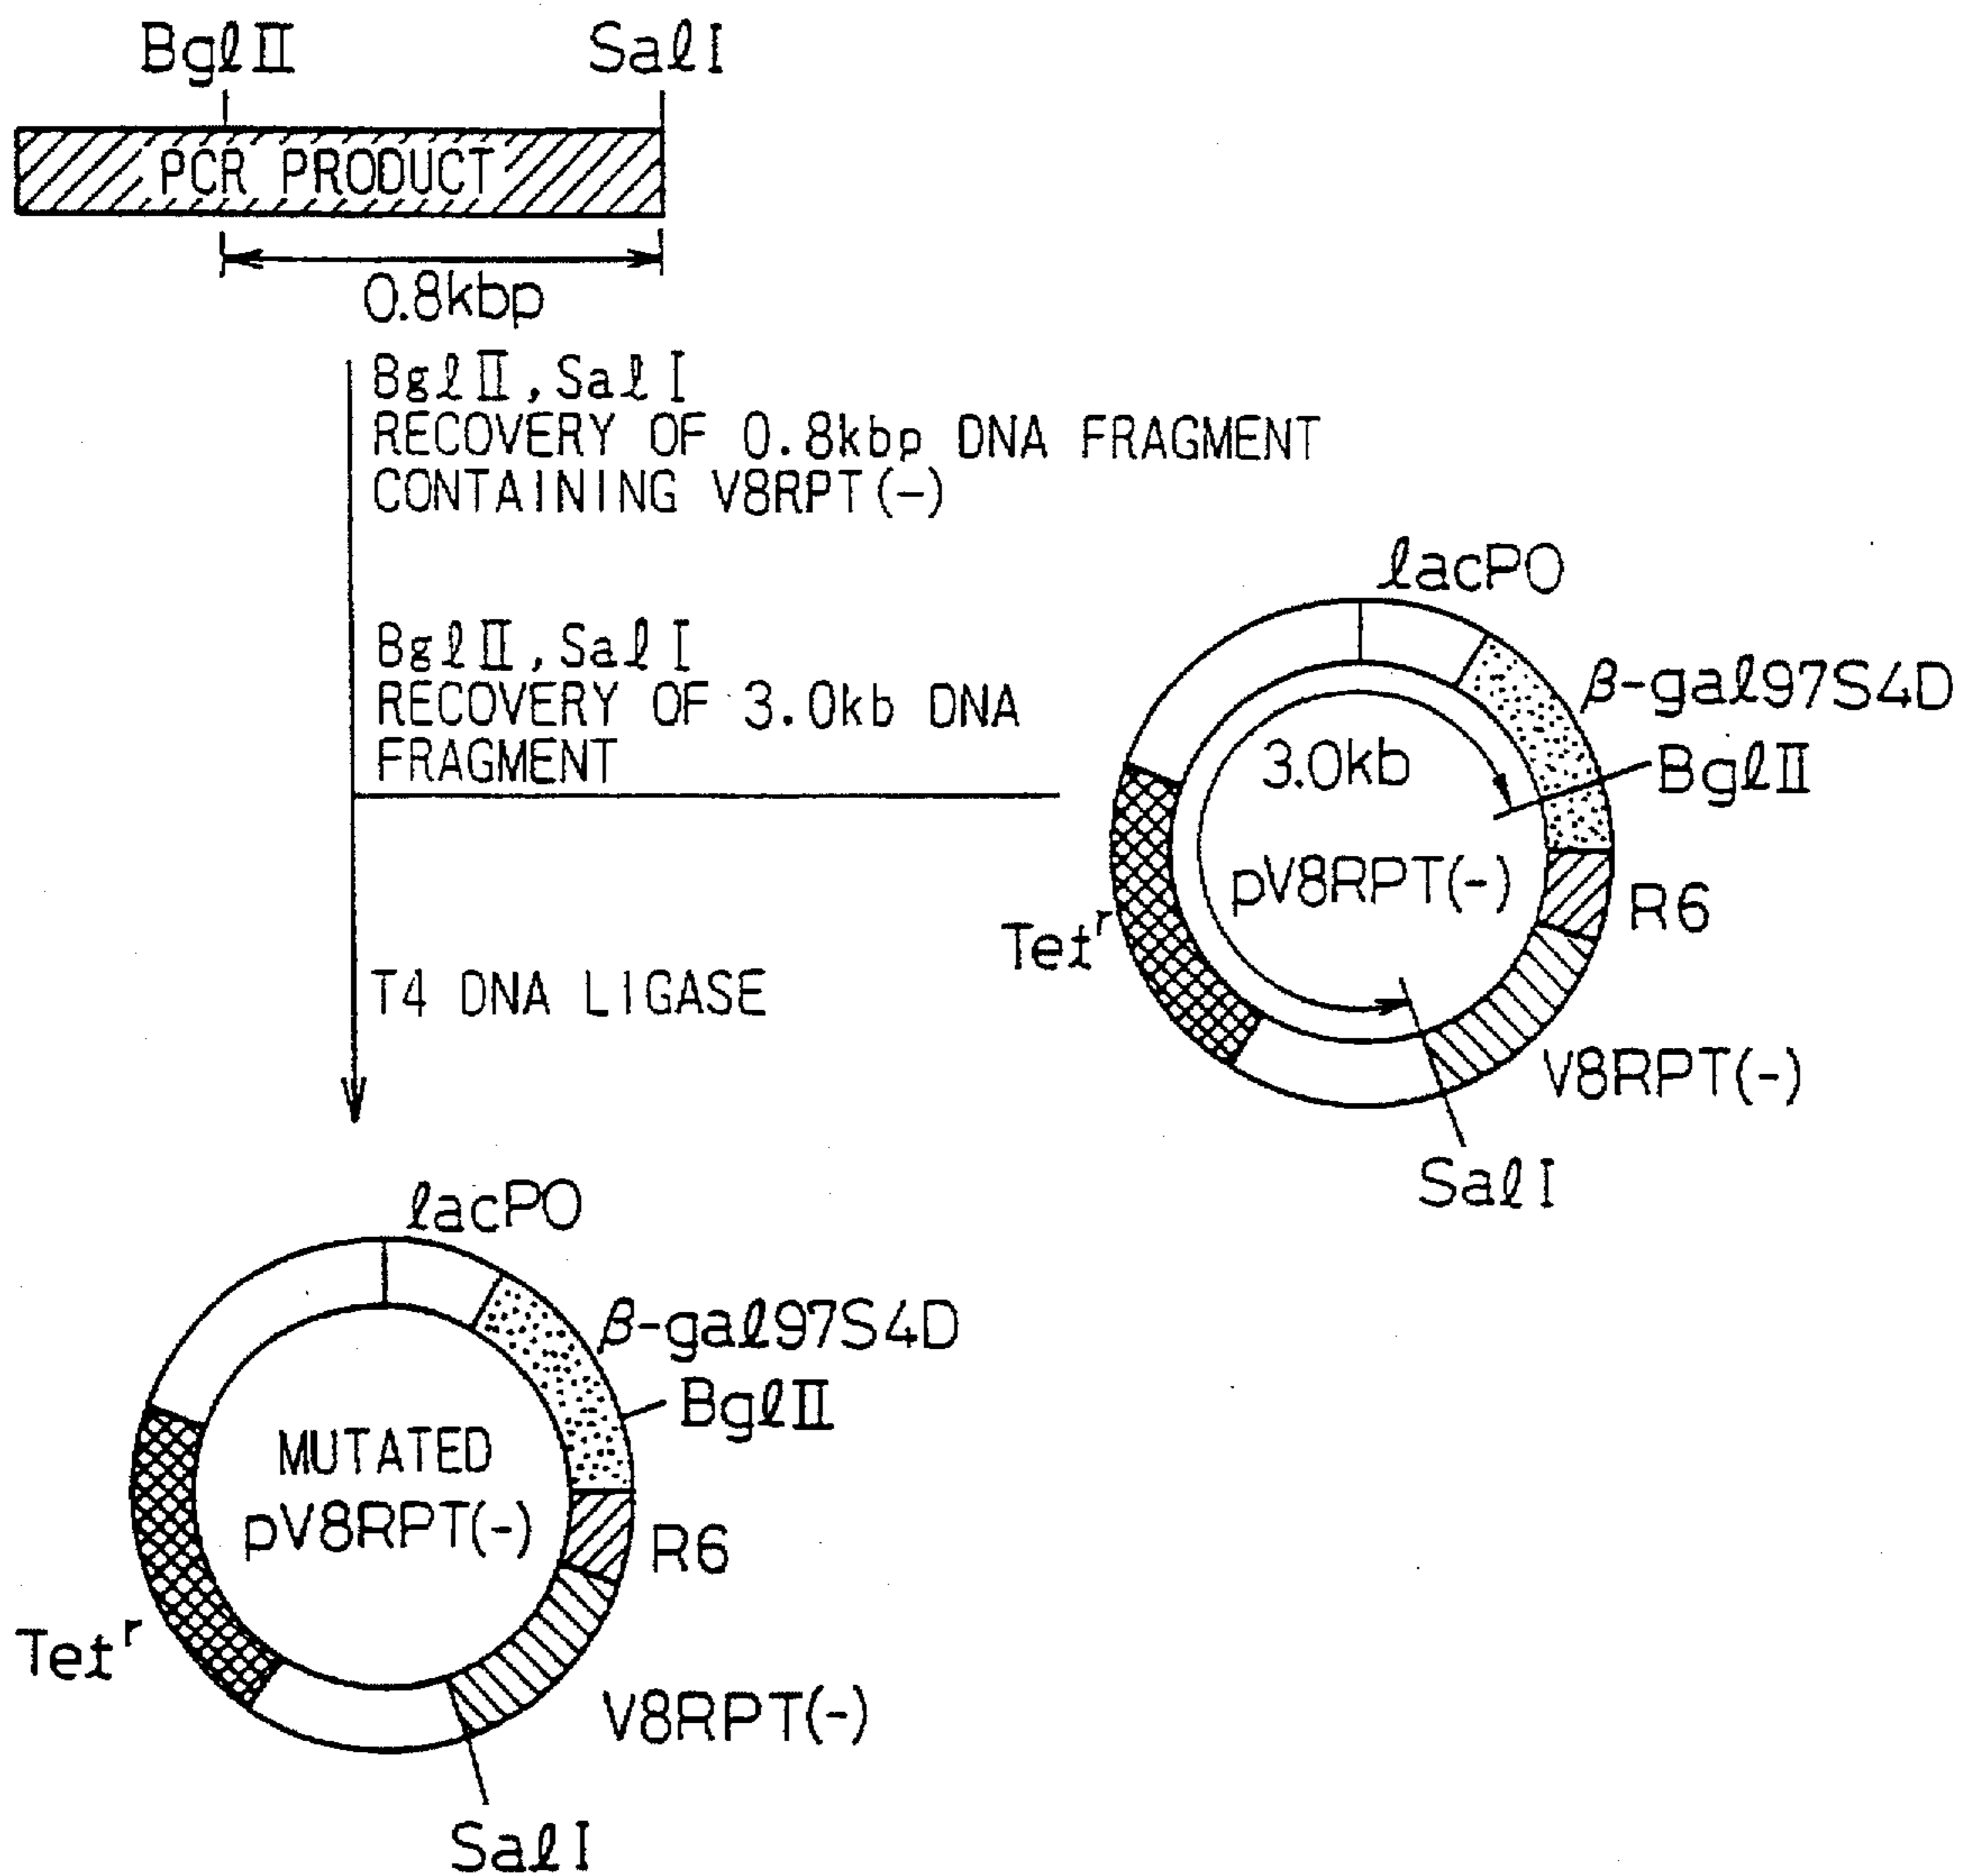 BglII SalI
PCR PRODUCT
0.8kbp
BglII, SalI
RECOVERY OF 0.8kbp DNA FRAGMENT
CONTAINING V8RPT(-)
BglII, SalI
RECOVERY OF 3.0kb DNA
FRAGMENT
T4 DNA LIGASE
lacPO
β-gal97S4D
BglII
3.0kb
pV8RPT(-)
R6
Tetʳ
V8RPT(-)
SalI
lacPO
β-gal97S4D
BglII
MUTATED
pV8RPT(-)
R6
Tetʳ
V8RPT(-)
SalI